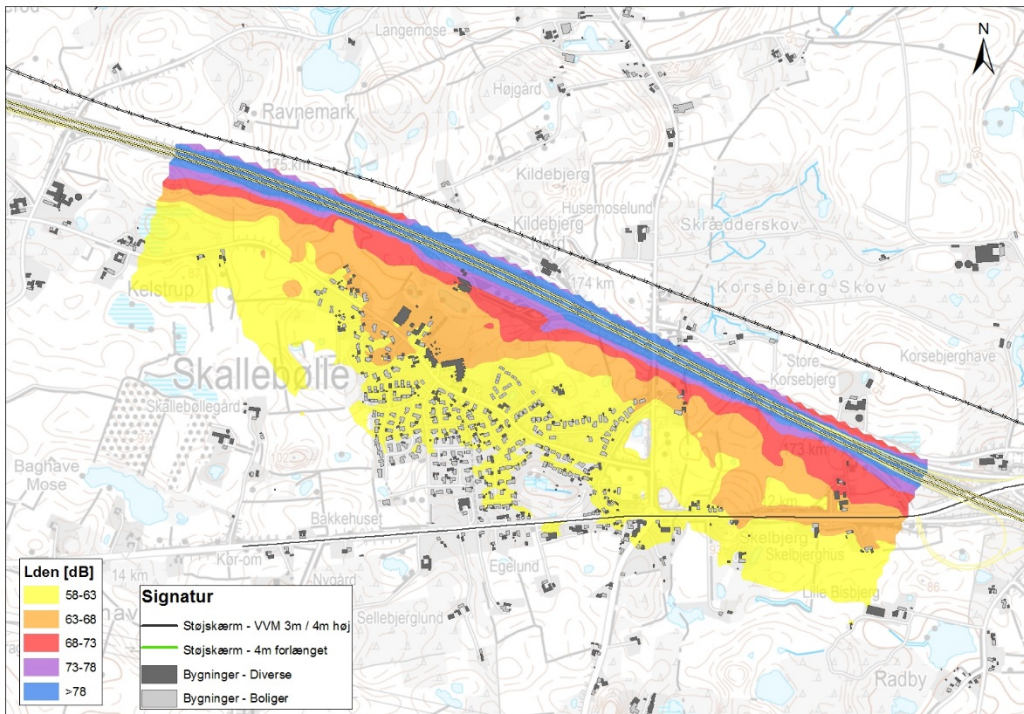 Langemose
N
Højgård
Ravnemark
175 km
Kildebjerg
Husemoselund
Kildebjerg
Skrædderskov
174 km
Korsebjerg Skov
Kelstrup
Store
Korsebjerg
Korsebjerghave
Skallebølle
Skallebøllegård
173 km
Baghave
Mose
Bakkehuset
Kør-om
Skelbjerg
Skelbjerghus
Egelund
14 km
Nygård
Lille Bisbjerg
Sellebjerglund
Radby
Lden [dB]
58-63
63-68
68-73
73-78
>78
Signatur
Støjskærm - VVM 3m / 4m høj
Støjskærm - 4m forlænget
Bygninger - Diverse
Bygninger - Boliger